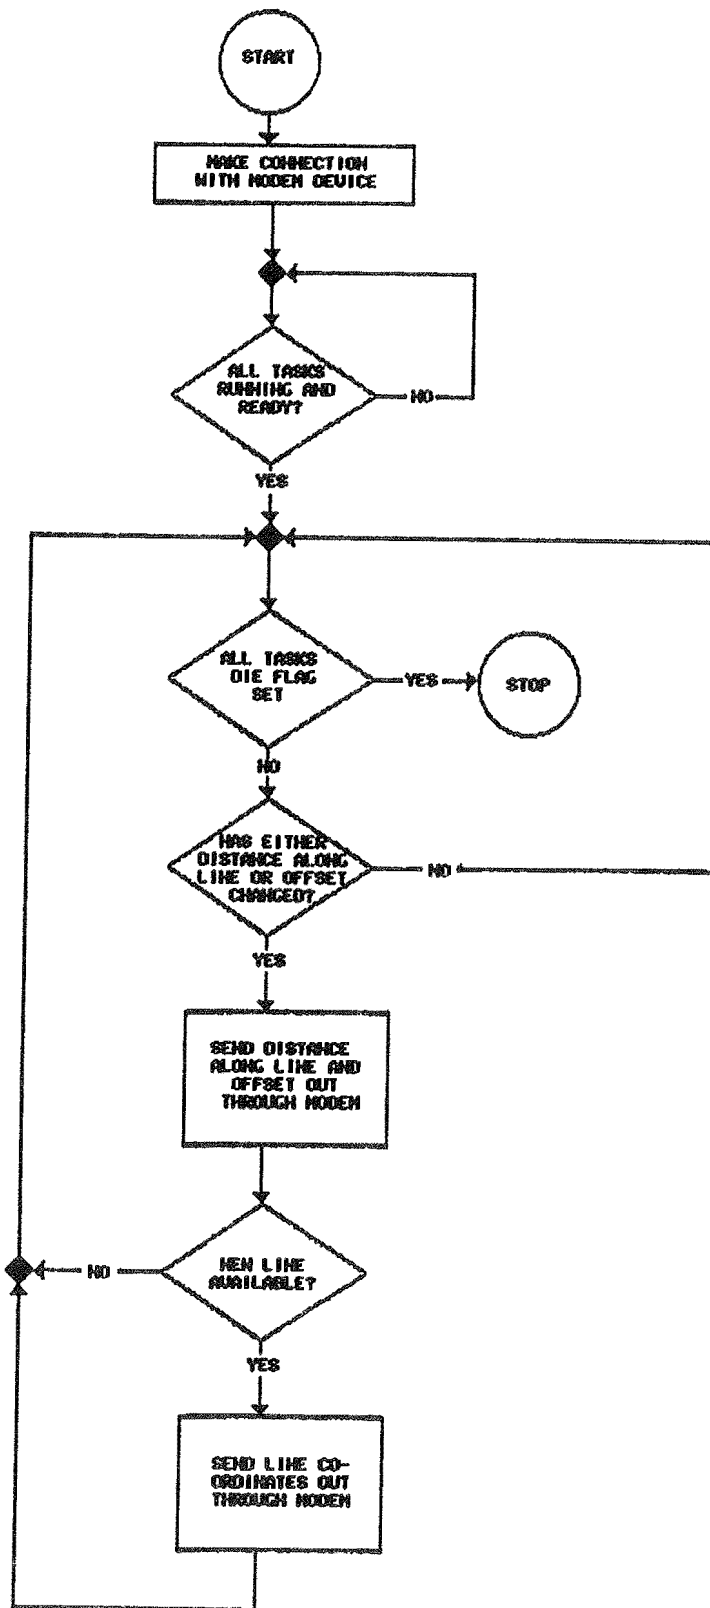 START
MAKE CONNECTION
WITH MODEM DEVICE
ALL TASKS
RUNNING AND
READY?
NO
YES
ALL TASKS
DIE FLAG
SET
YES
STOP
NO
HAS EITHER
DISTANCE ALONG
LINE OR OFFSET
CHANGED?
NO
YES
SEND DISTANCE
ALONG LINE AND
OFFSET OUT
THROUGH MODEM
NEW LINE
AVAILABLE?
NO
YES
SEND LINE CO-
ORDINATES OUT
THROUGH MODEM